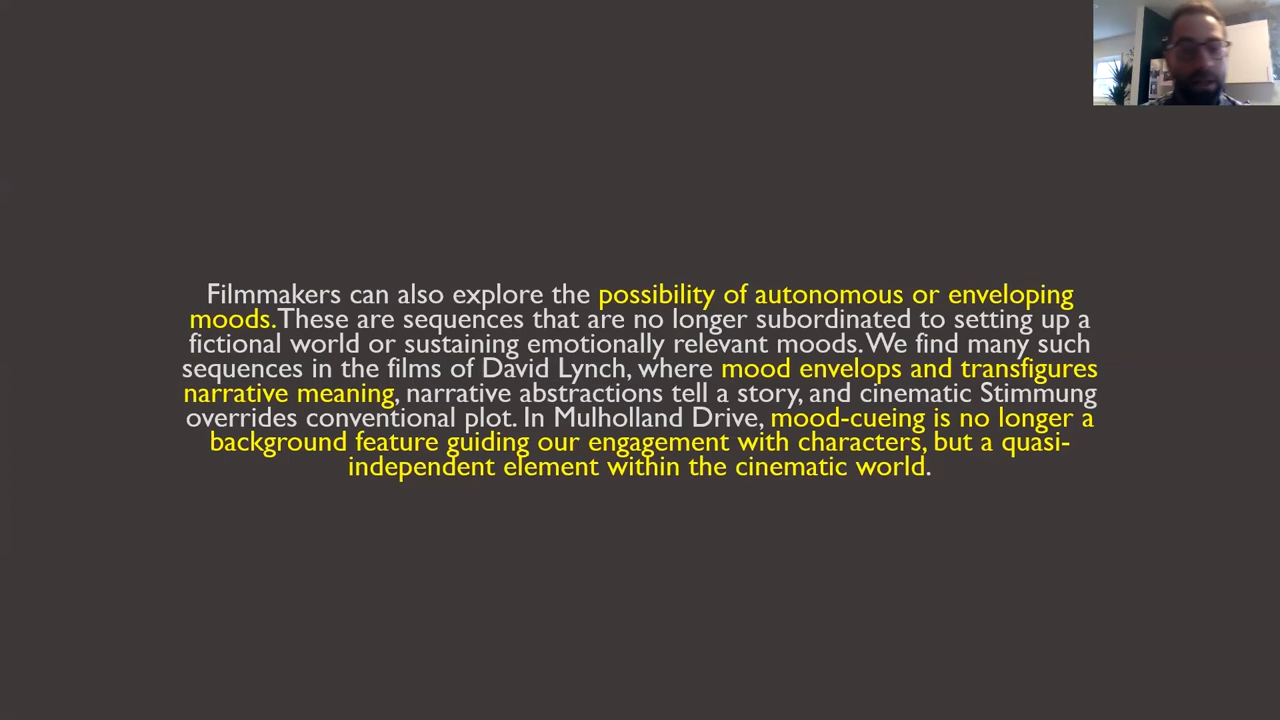 Filmmakers can also explore the possibility of autonomous or enveloping
moods. These are sequences that are no longer subordinated to setting up a
fictional world or sustaining emotionally relevant moods. We find many such
sequences in the films of David Lynch, where mood envelops and transfigures
narrative meaning, narrative abstractions tell a story, and cinematic Stimmung
overrides conventional plot. In Mulholland Drive, mood-cueing is no longer a
background feature guiding our engagement with characters, but a quasi-
independent element within the cinematic world.